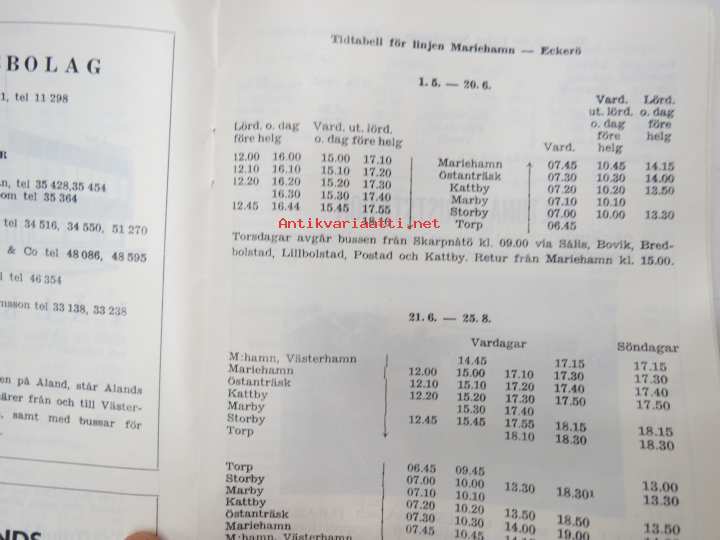 BOLAG
1, tel 11 298
R
n, tel 35 428,35 454
om tel 35 364
tel 34 516, 34 550, 51 270
& Co tel 48 086, 48 595
tel 46 354
nsson tel 33 138, 33 238
en på Åland, står Ålands
ärer från och till Väster-
samt med bussar för
NDS
Tidtabell för linjen Mariehamn — Eckerö
1. 5. — 20. 6.
Vard. Lörd.
ut. lörd. o. dag
Lörd. o. dag Vard. ut. lörd. o. dag före
före helg o. dag före helg före helg
Vard. helg
12.00 16.00 15.00 17.10 Mariehamn 07.45 10.45 14.15
12.10 16.10 15.10 17.20 Östanträsk 07.30 10.30 14.00
12.20 16.20 15.20 17.30 Kattby 07.20 10.20 13.50
16.30 15.30 17.40 Marby 07.10 10.10
12.45 16.44 15.45 17.55 Storby 07.00 10.00 13.30
18.10 Torp 06.45
Antikvariaatti.net
Torsdagar avgår bussen från Skarpnåtö kl. 09.00 via Sålis, Bovik, Bred-
bolstad, Lillbolstad, Postad och Kattby. Retur från Mariehamn kl. 15.00.
21. 6. — 25. 8.
Vardagar Söndagar
M:hamn, Västerhamn 14.45 17.15 17.15
Mariehamn 12.00 15.00 17.10 17.30 17.30
Östanträsk 12.10 15.10 17.20 17.40 17.40
Kattby 12.20 15.20 17.30 17.50 17.50
Marby 15.30 17.40
Storby 12.45 15.45 17.55 18.15 18.15
Torp 18.10 18.30 18.30
Torp 06.45 09.45
Storby 07.00 10.00 13.30 18.30¹ 13.00
Marby 07.10 10.10 13.30
Kattby 07.20 10.20
Östanträsk 07.30 10.30 13.50 18.50 13.50
Mariehamn 07.45 10.45 14.00 19.00
M:hamn, Västerhamn